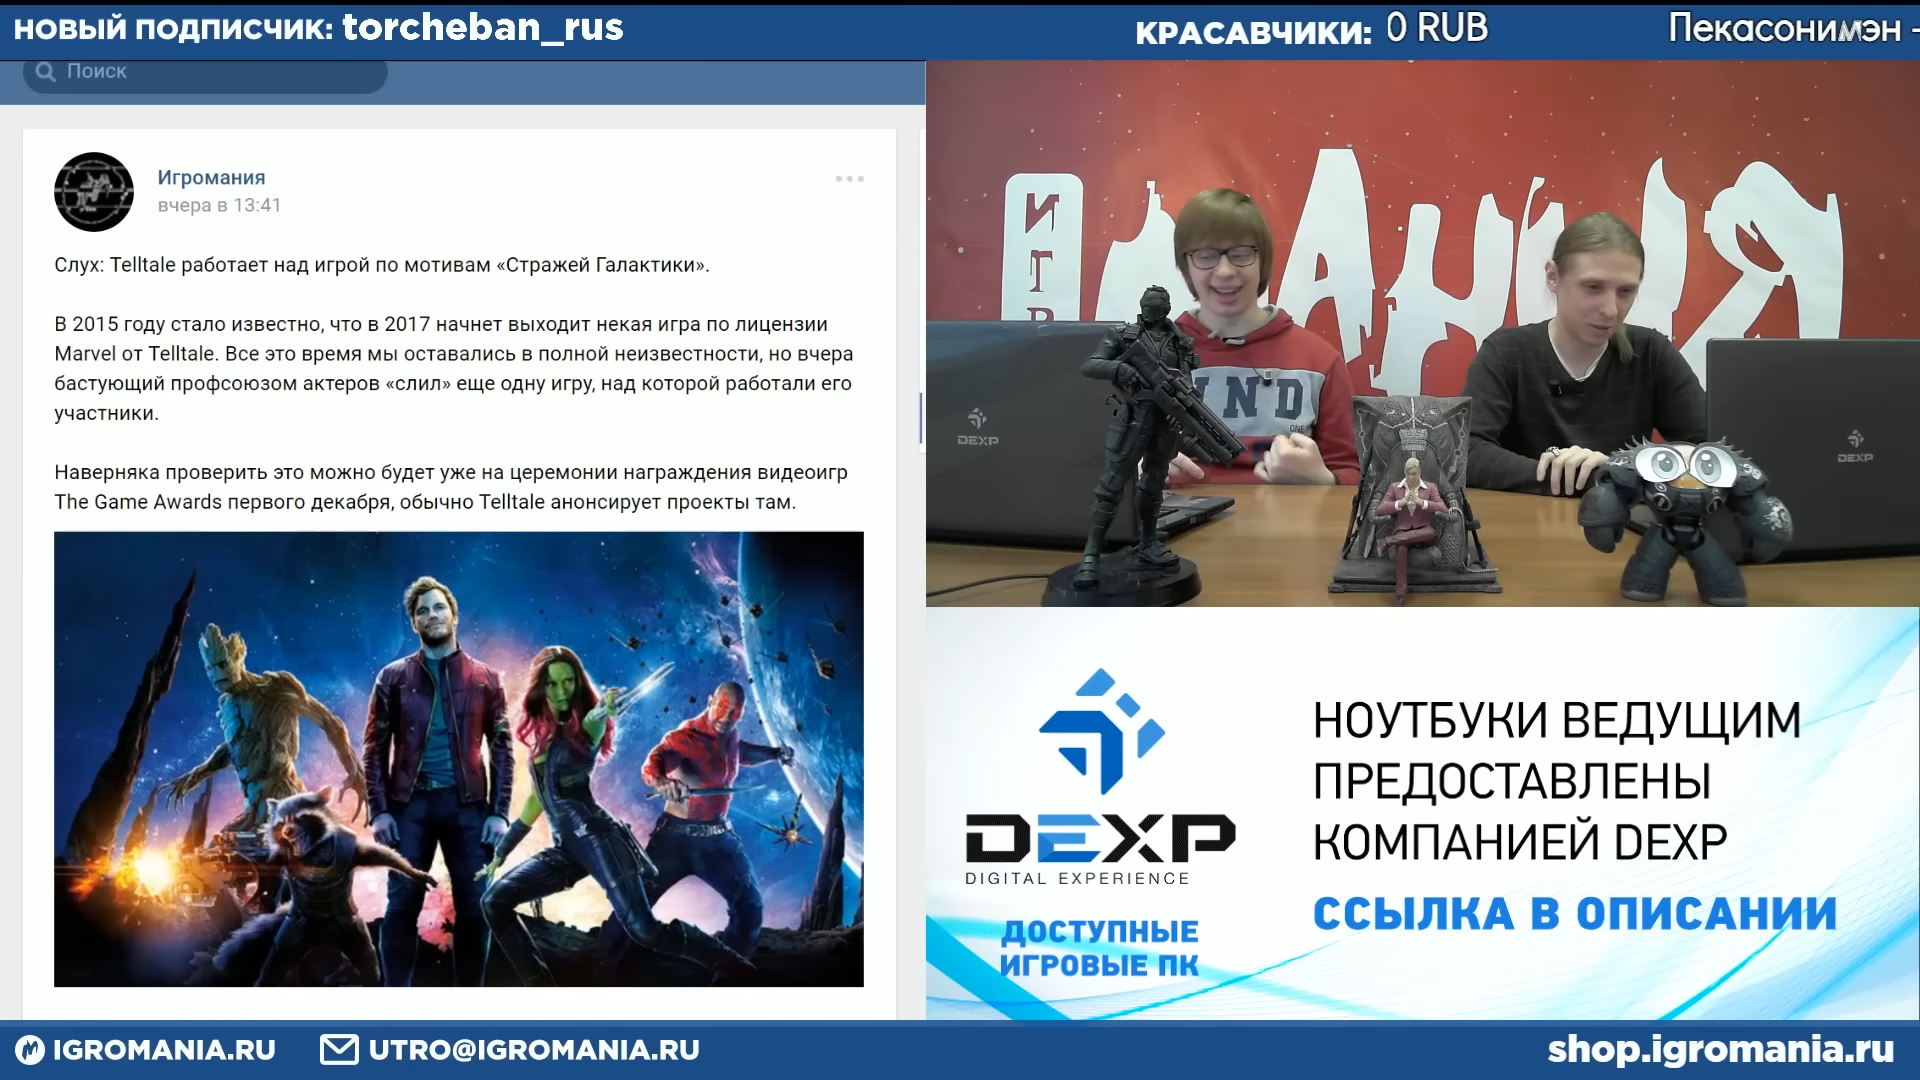 НОВЫЙ ПОДПИСЧИК: torcheban_rus
КРАСАВЧИКИ: 0 RUB Пекасонимэн -
Поиск
Игромания
вчера в 13:41
Слух: Telltale работает над игрой по мотивам «Стражей Галактики».
В 2015 году стало известно, что в 2017 начнет выходит некая игра по лицензии
Marvel от Telltale. Все это время мы оставались в полной неизвестности, но вчера
бастующий профсоюзом актеров «слил» еще одну игру, над которой работали его
участники.
Наверняка проверить это можно будет уже на церемонии награждения видеоигр
The Game Awards первого декабря, обычно Telltale анонсирует проекты там.
DEXP
IND
ONE
DEXP
DEXP
DIGITAL EXPERIENCE
ДОСТУПНЫЕ
ИГРОВЫЕ ПК
НОУТБУКИ ВЕДУЩИМ
ПРЕДОСТАВЛЕНЫ
КОМПАНИЕЙ DEXP
ССЫЛКА В ОПИСАНИИ
IGROMANIA.RU
UTRO@IGROMANIA.RU
shop.igromania.ru